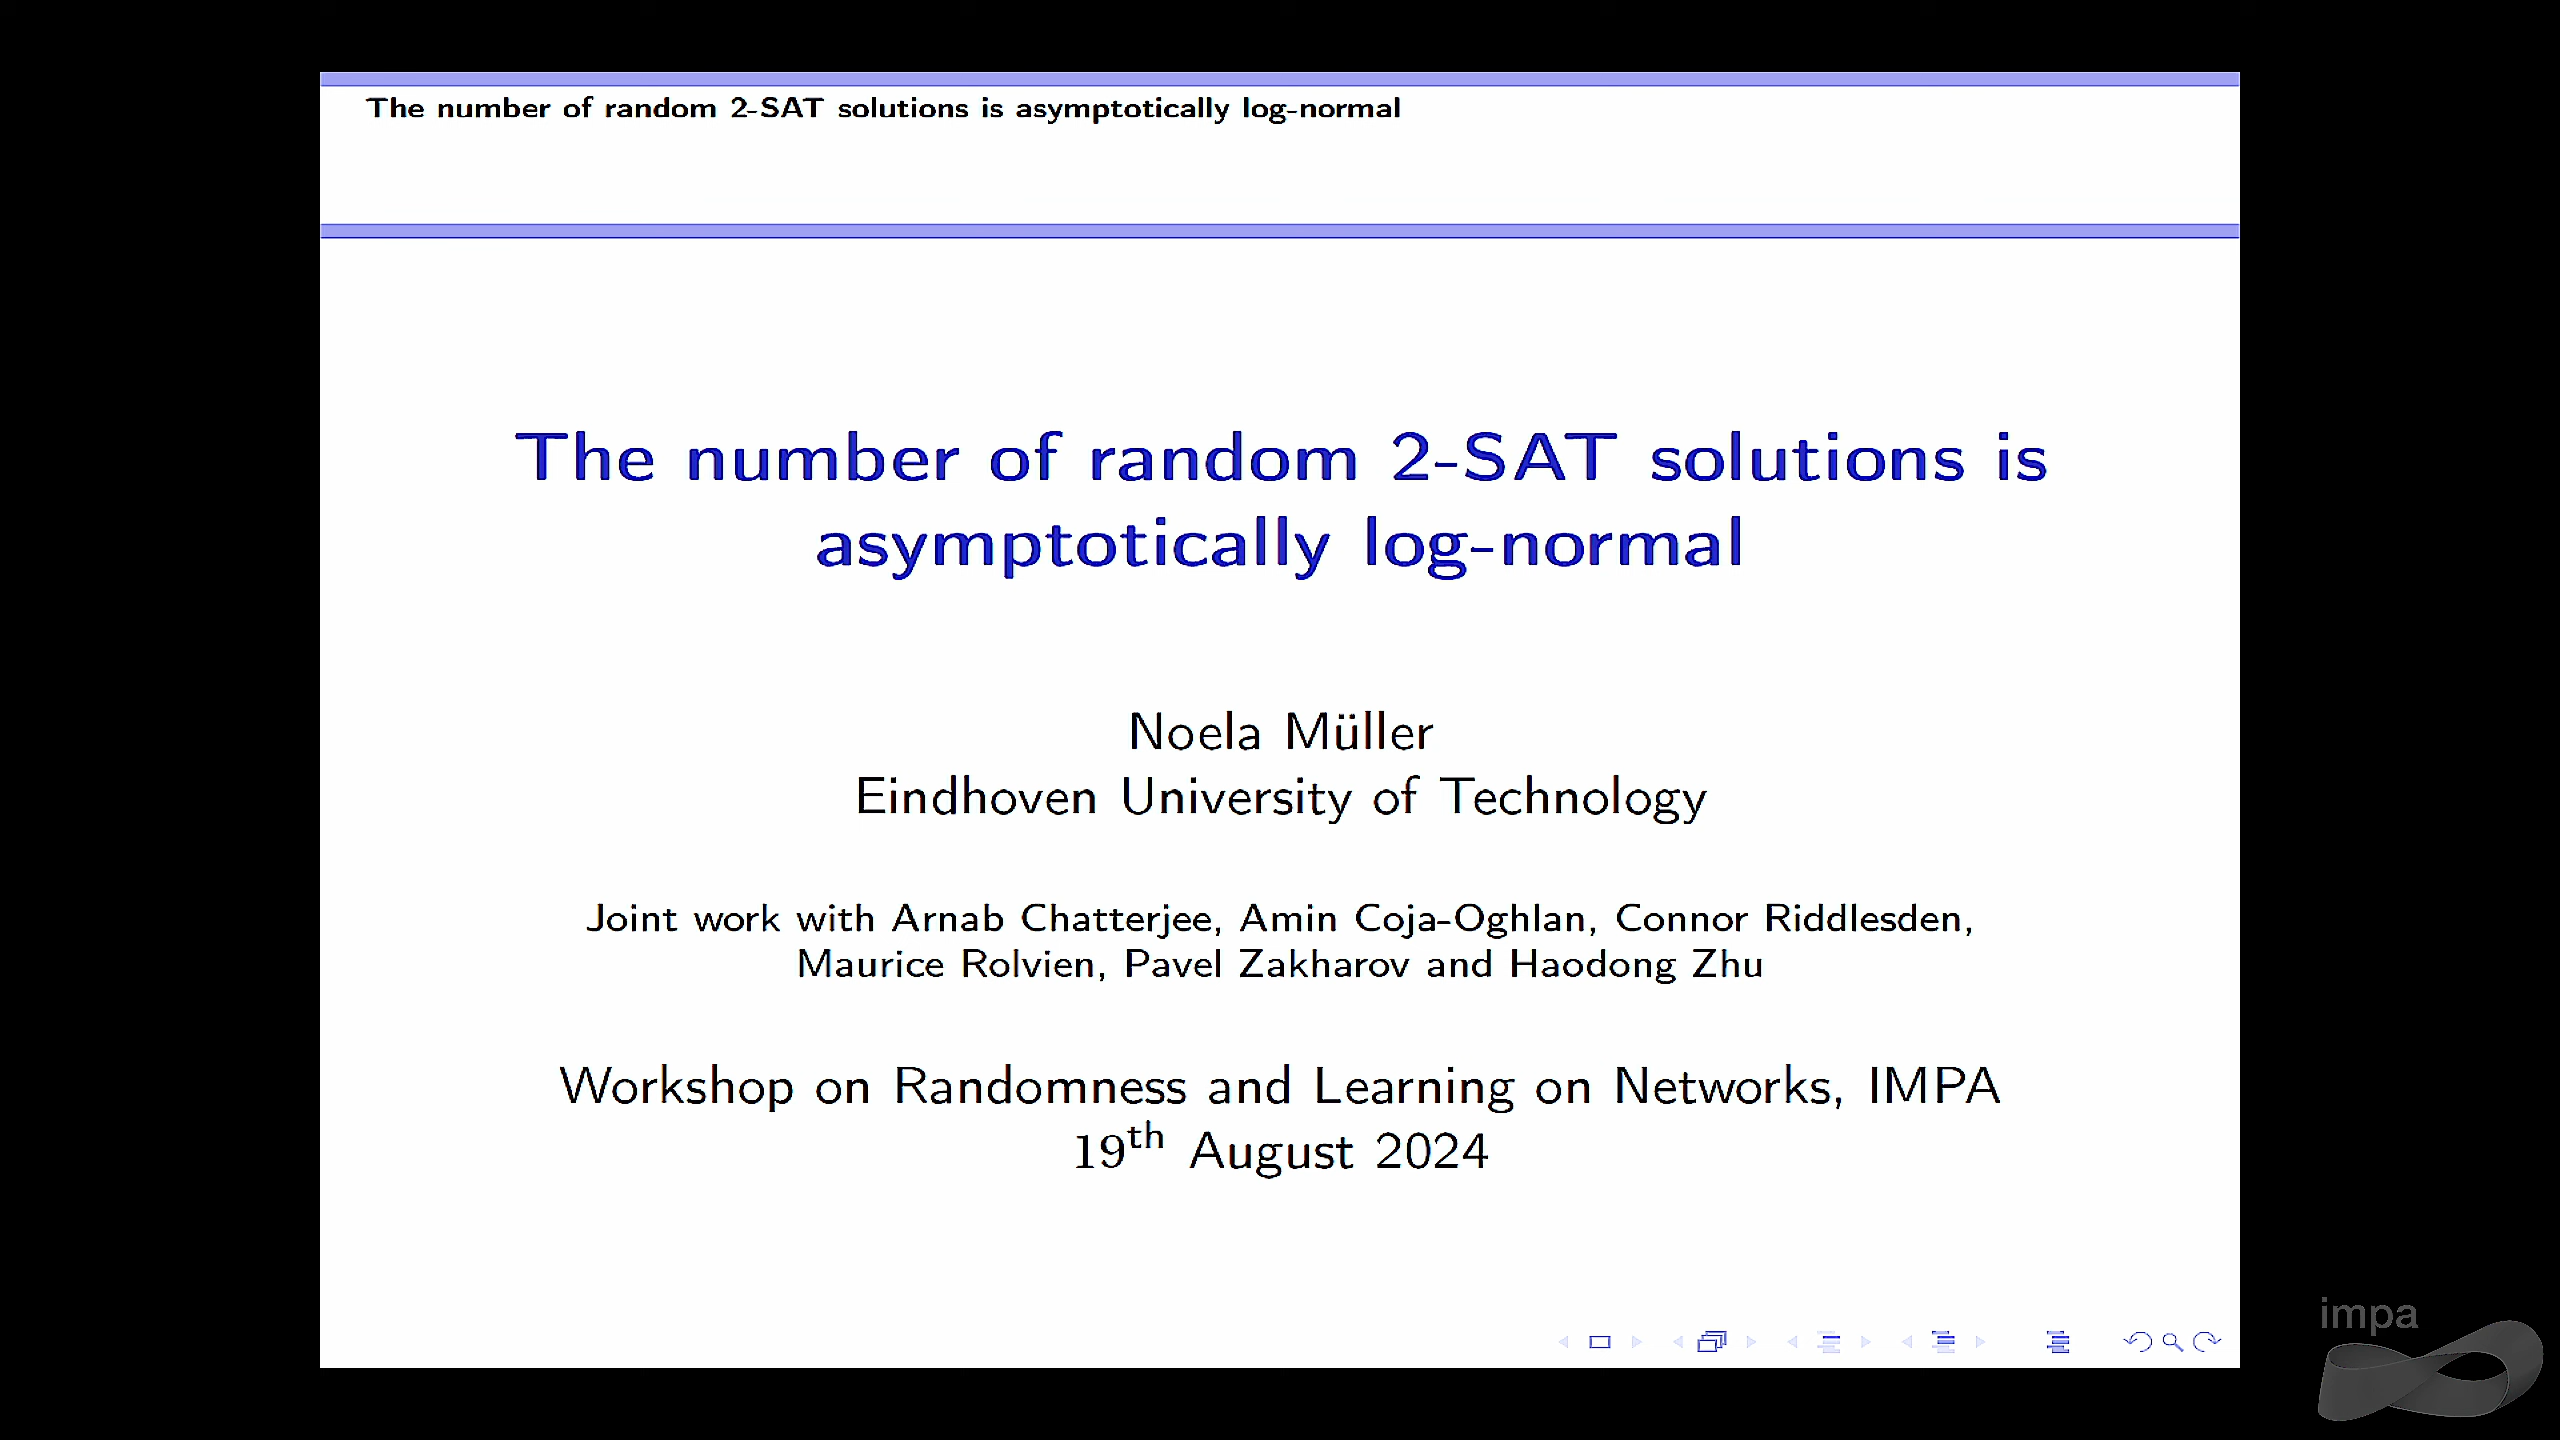 The number of random 2-SAT solutions is asymptotically log-normal
The number of random 2-SAT solutions is
asymptotically log-normal
Noela Müller
Eindhoven University of Technology
Joint work with Arnab Chatterjee, Amin Coja-Oghlan, Connor Riddlesden,
Maurice Rolvien, Pavel Zakharov and Haodong Zhu
Workshop on Randomness and Learning on Networks, IMPA
19th August 2024
impa